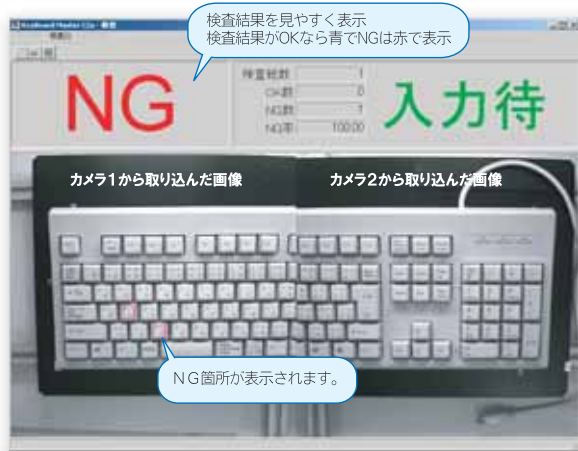 検査結果を見やすく表示
検査結果がOKなら青でNGは赤で表示
NG
検査総数 1
OK数 0
NG数 1
NG率 100.00
入力待
カメラ1から取り込んだ画像
カメラ2から取り込んだ画像
NG箇所が表示されます。